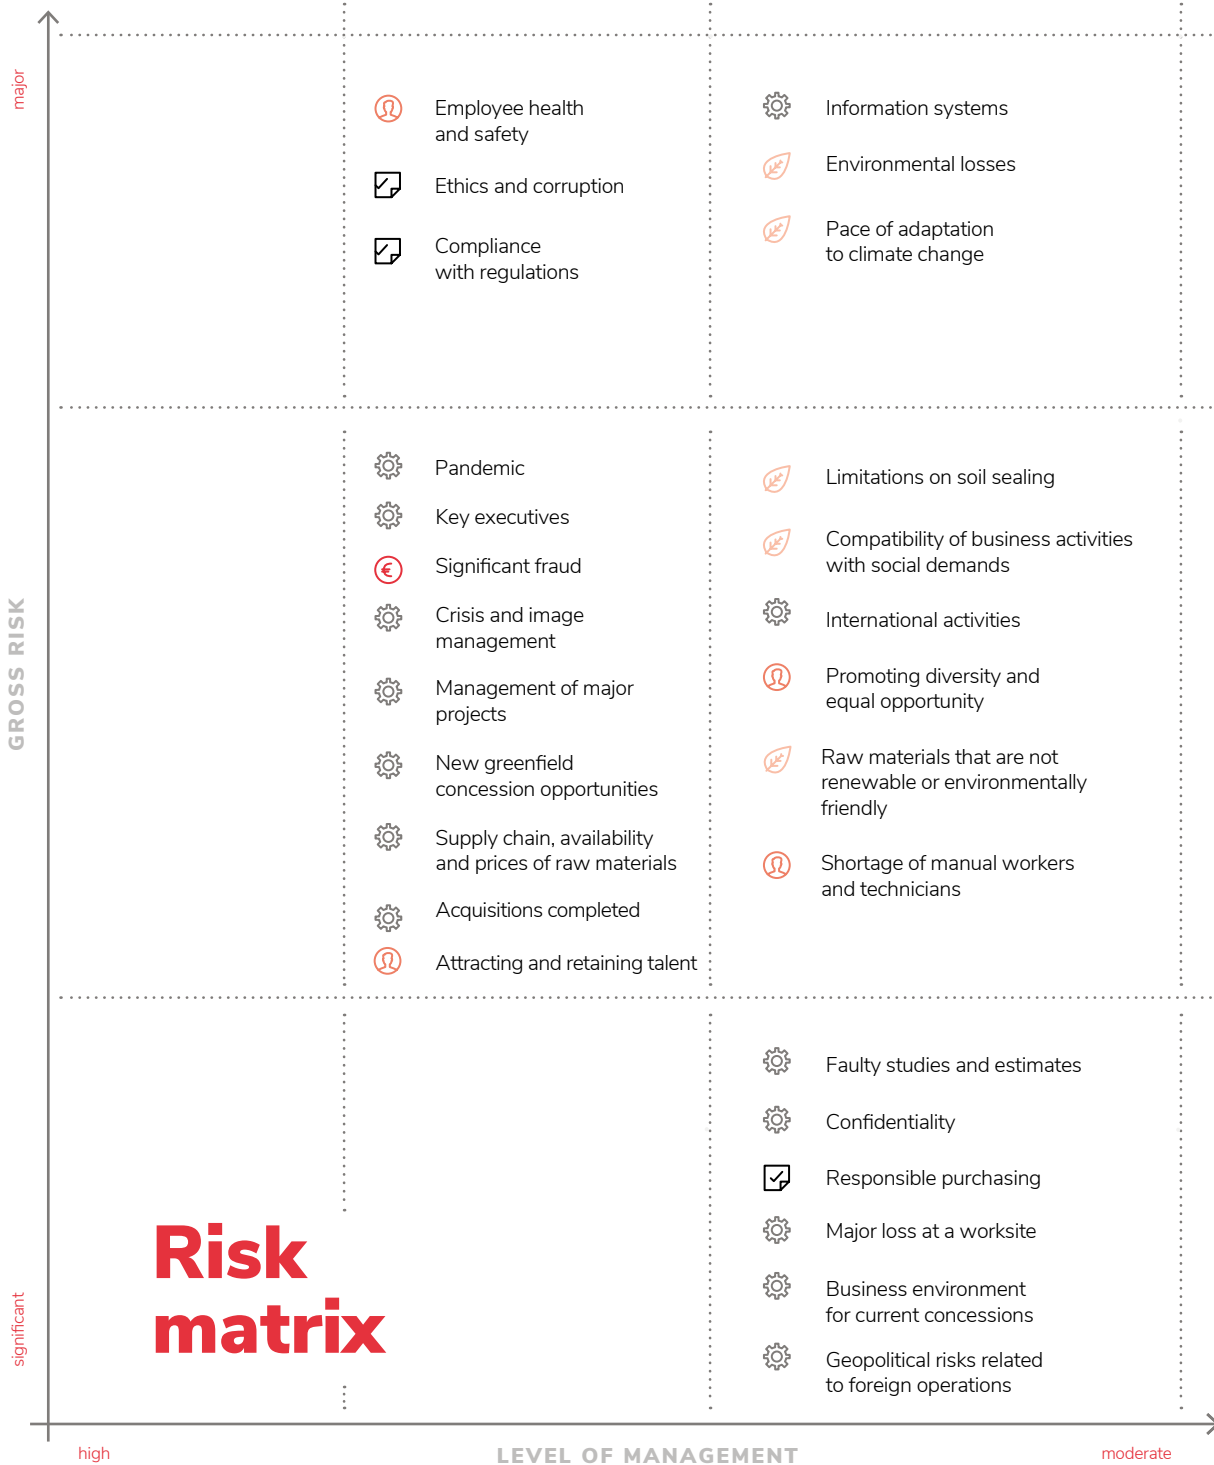 major
Employee health
and safety
Ethics and corruption
Compliance
with regulations
Information systems
Environmental losses
Pace of adaptation
to climate change
GROSS RISK
Pandemic
Key executives
Significant fraud
Crisis and image
management
Management of major
projects
New greenfield
concession opportunities
Supply chain, availability
and prices of raw materials
Acquisitions completed
Attracting and retaining talent
Limitations on soil sealing
Compatibility of business activities
with social demands
International activities
Promoting diversity and
equal opportunity
Raw materials that are not
renewable or environmentally
friendly
Shortage of manual workers
and technicians
Faulty studies and estimates
Confidentiality
Responsible purchasing
Major loss at a worksite
Business environment
for current concessions
Geopolitical risks related
to foreign operations
Risk
matrix
significant
high
LEVEL OF MANAGEMENT
moderate